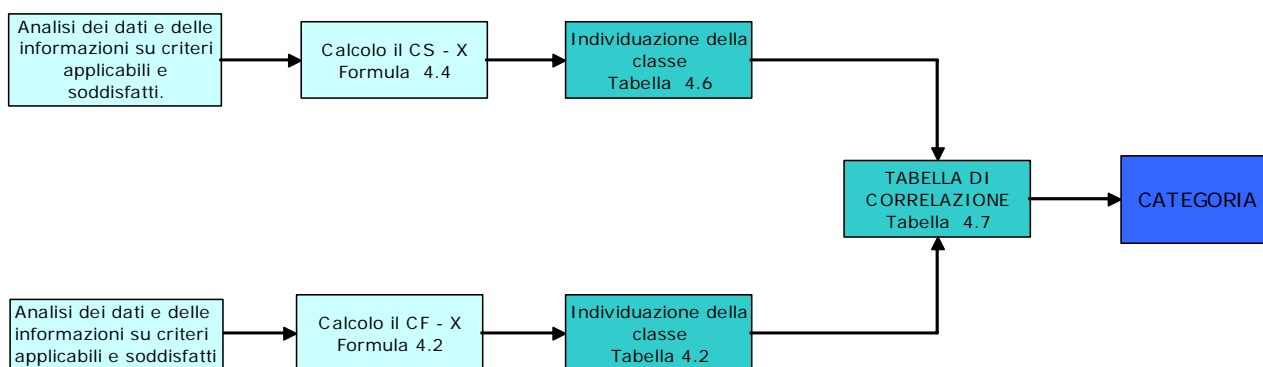 Analisi dei dati e delle
informazioni su criteri
applicabili e
soddisfatti.
Calcolo il CS - X
Formula 4.4
Individuazione della
classe
Tabella 4.6
TABELLA DI
CORRELAZIONE
Tabella 4.7
CATEGORIA
Analisi dei dati e delle
informazioni su criteri
applicabili e soddisfatti
Calcolo il CF - X
Formula 4.2
Individuazione della
classe
Tabella 4.2